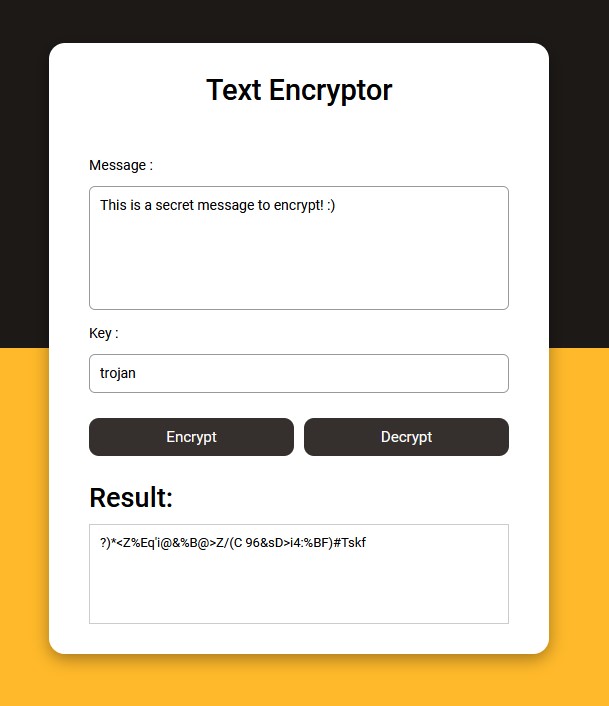 Text Encryptor
Message :
This is a secret message to encrypt! :)
Key :
trojan
Encrypt Decrypt
Result:
?)*<Z%Eq'i@&%B@>Z/(C 96&sD>i4:%BF)#Tskf